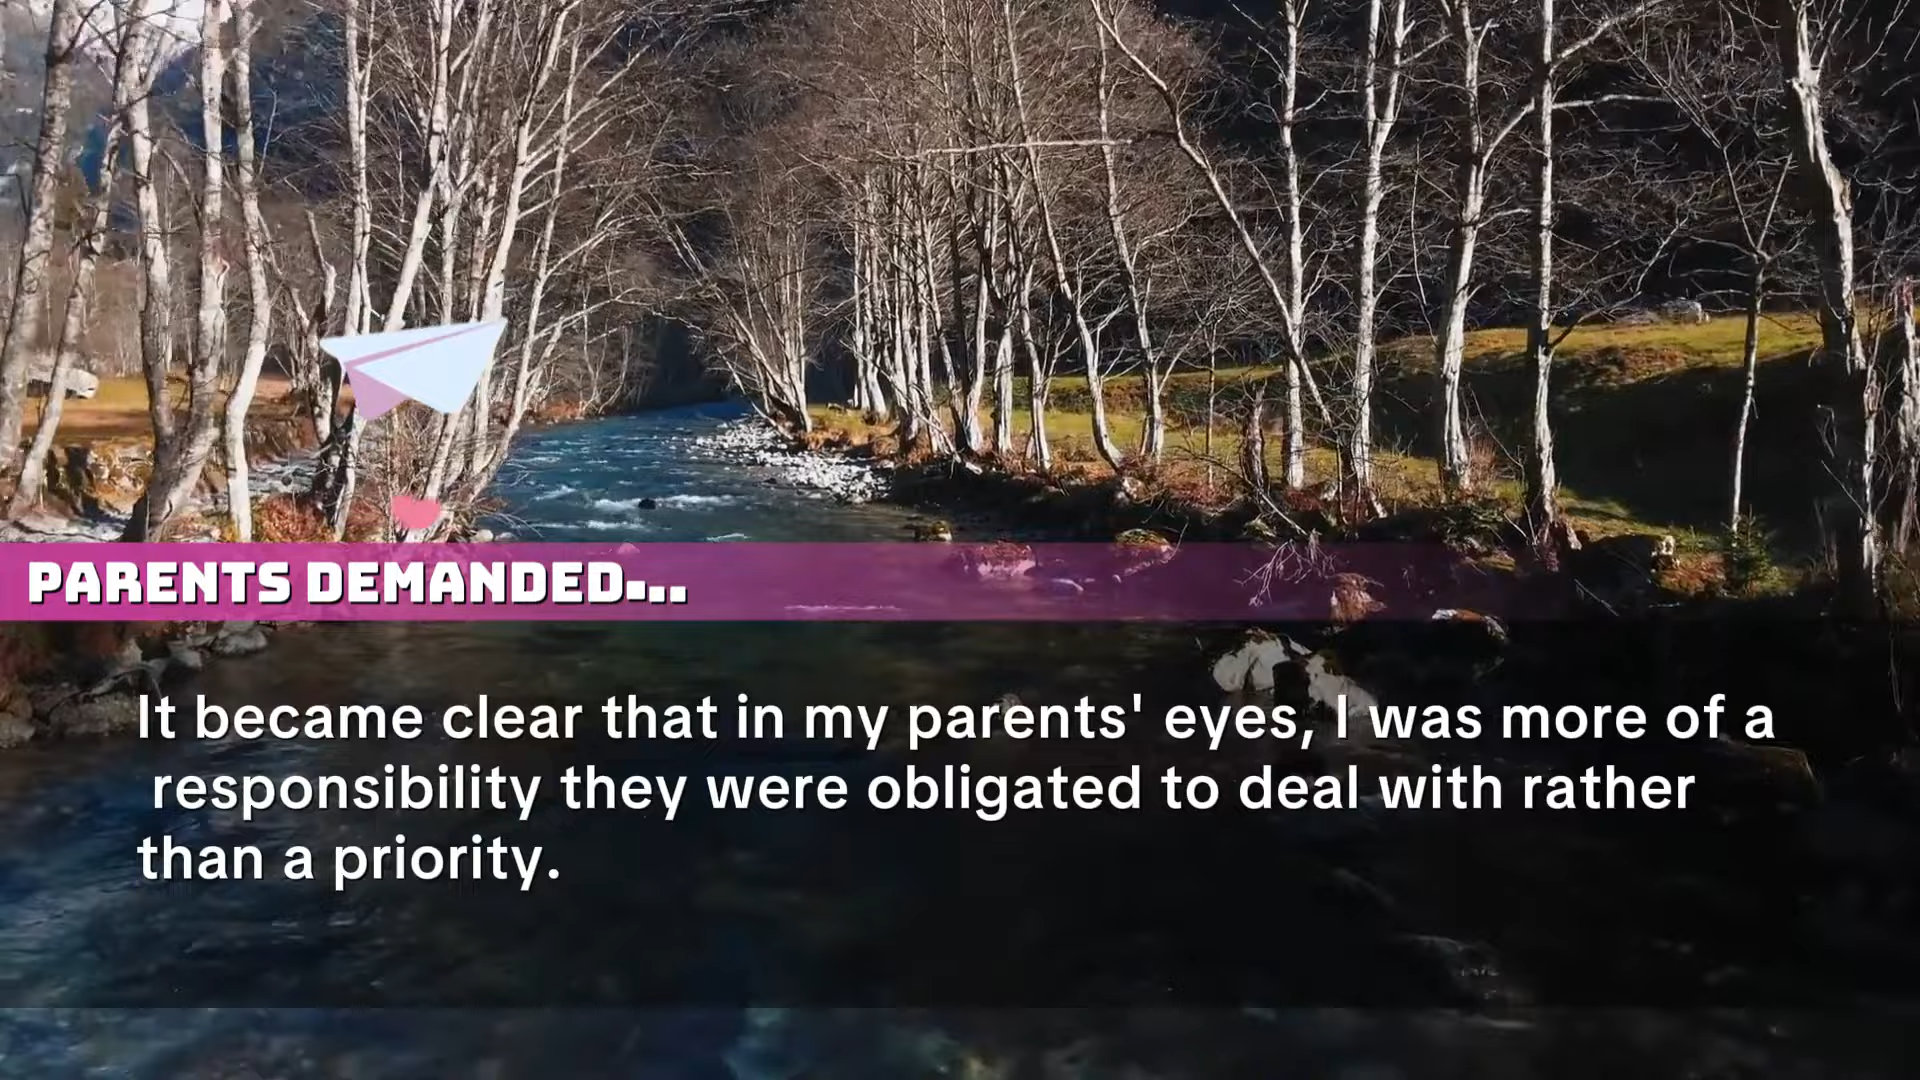 PARENTS DEMANDED...
It became clear that in my parents' eyes, I was more of a
responsibility they were obligated to deal with rather
than a priority.